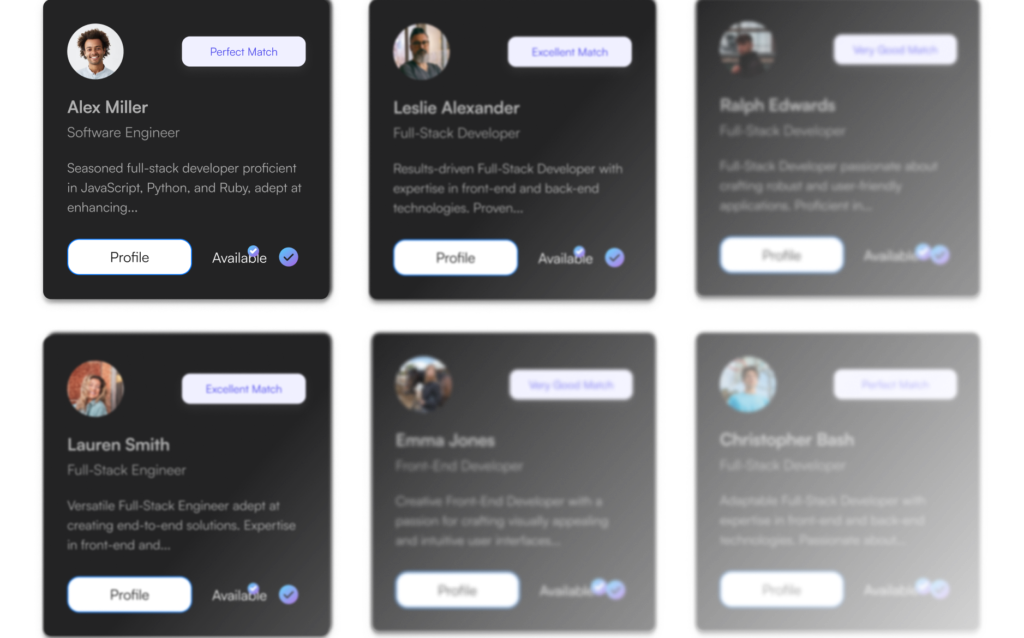 Perfect Match
Alex Miller
Software Engineer
Seasoned full-stack developer proficient
in JavaScript, Python, and Ruby, adept at
enhancing...
Profile
Available
Excellent Match
Leslie Alexander
Full-Stack Developer
Results-driven Full-Stack Developer with
expertise in front-end and back-end
technologies. Proven...
Profile
Available
Very Good Match
Ralph Edwards
Full-Stack Developer
Full-Stack Developer passionate about
crafting robust and user-friendly
applications. Proficient in...
Profile
Available
Excellent Match
Lauren Smith
Full-Stack Engineer
Versatile Full-Stack Engineer adept at
creating end-to-end solutions. Expertise
in front-end and...
Profile
Available
Very Good Match
Emma Jones
Front-End Developer
Creative Front-End Developer with a
passion for crafting visually appealing
and intuitive user interfaces...
Profile
Available
Perfect Match
Christopher Bash
Full-Stack Developer
Adaptable Full-Stack Developer with
expertise in front-end and back-end
technologies. Passionate about...
Profile
Available